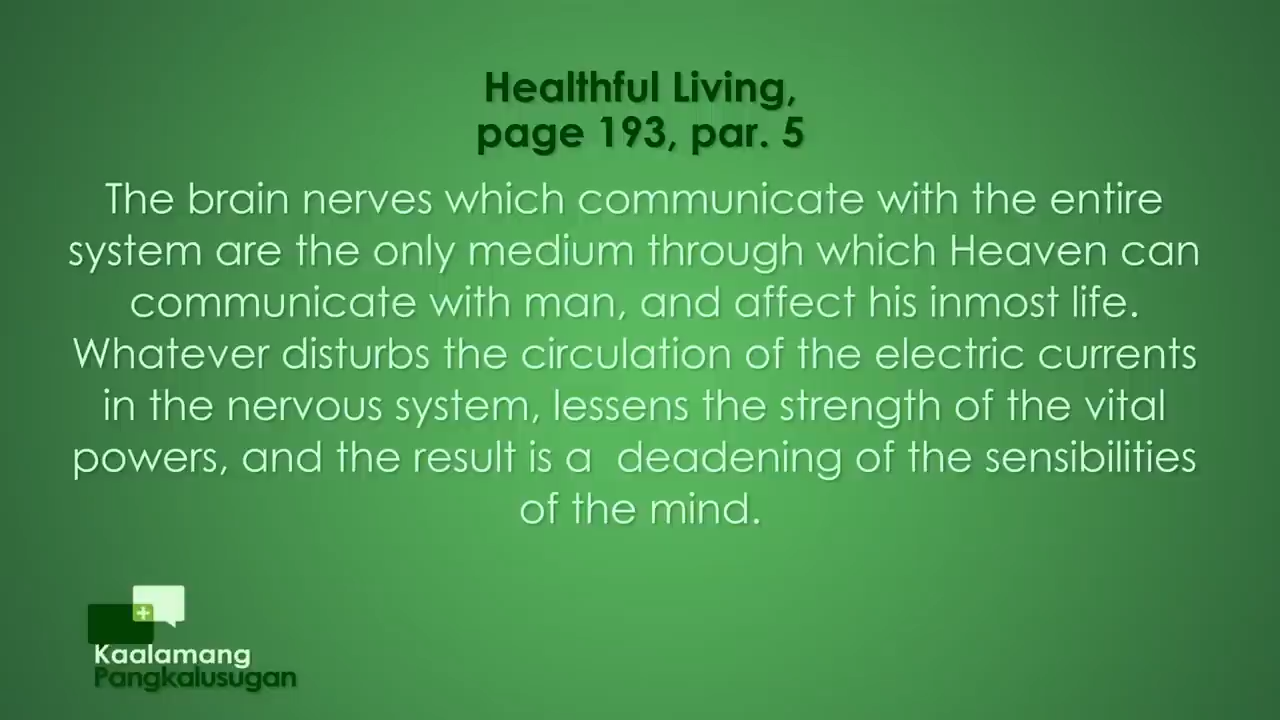 Healthful Living,
page 193, par. 5
The brain nerves which communicate with the entire
system are the only medium through which Heaven can
communicate with man, and affect his inmost life.
Whatever disturbs the circulation of the electric currents
in the nervous system, lessens the strength of the vital
powers, and the result is a  deadening of the sensibilities
of the mind.
Kaalamang
Pangkalusugan